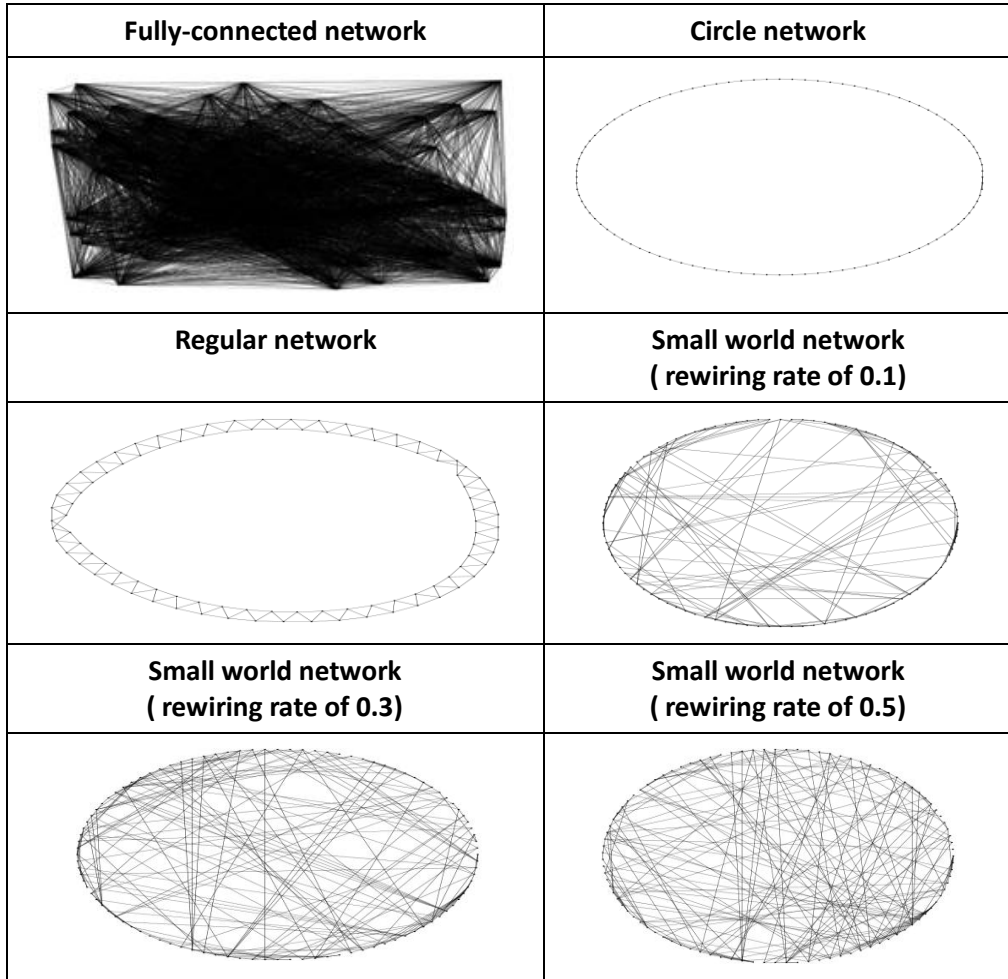 Fully-connected network
Circle network
Regular network
Small world network
( rewiring rate of 0.1)
Small world network
( rewiring rate of 0.3)
Small world network
( rewiring rate of 0.5)